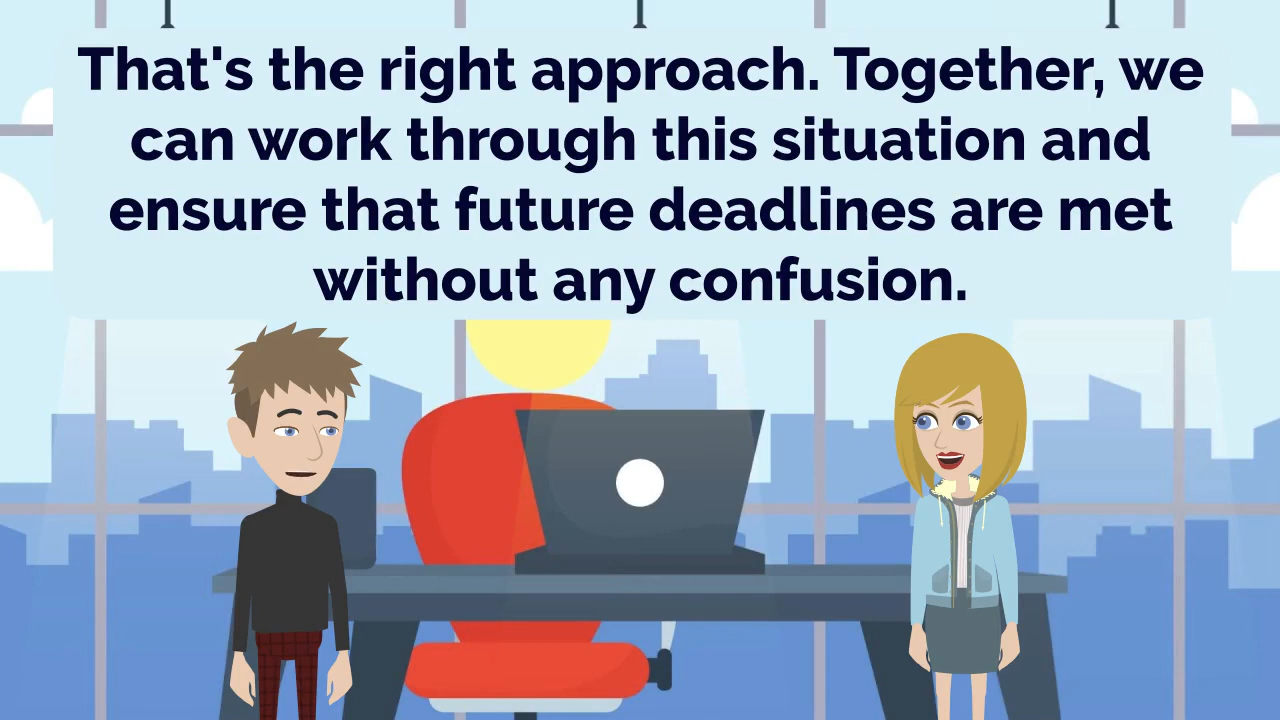 That's the right approach. Together, we
can work through this situation and
ensure that future deadlines are met
without any confusion.